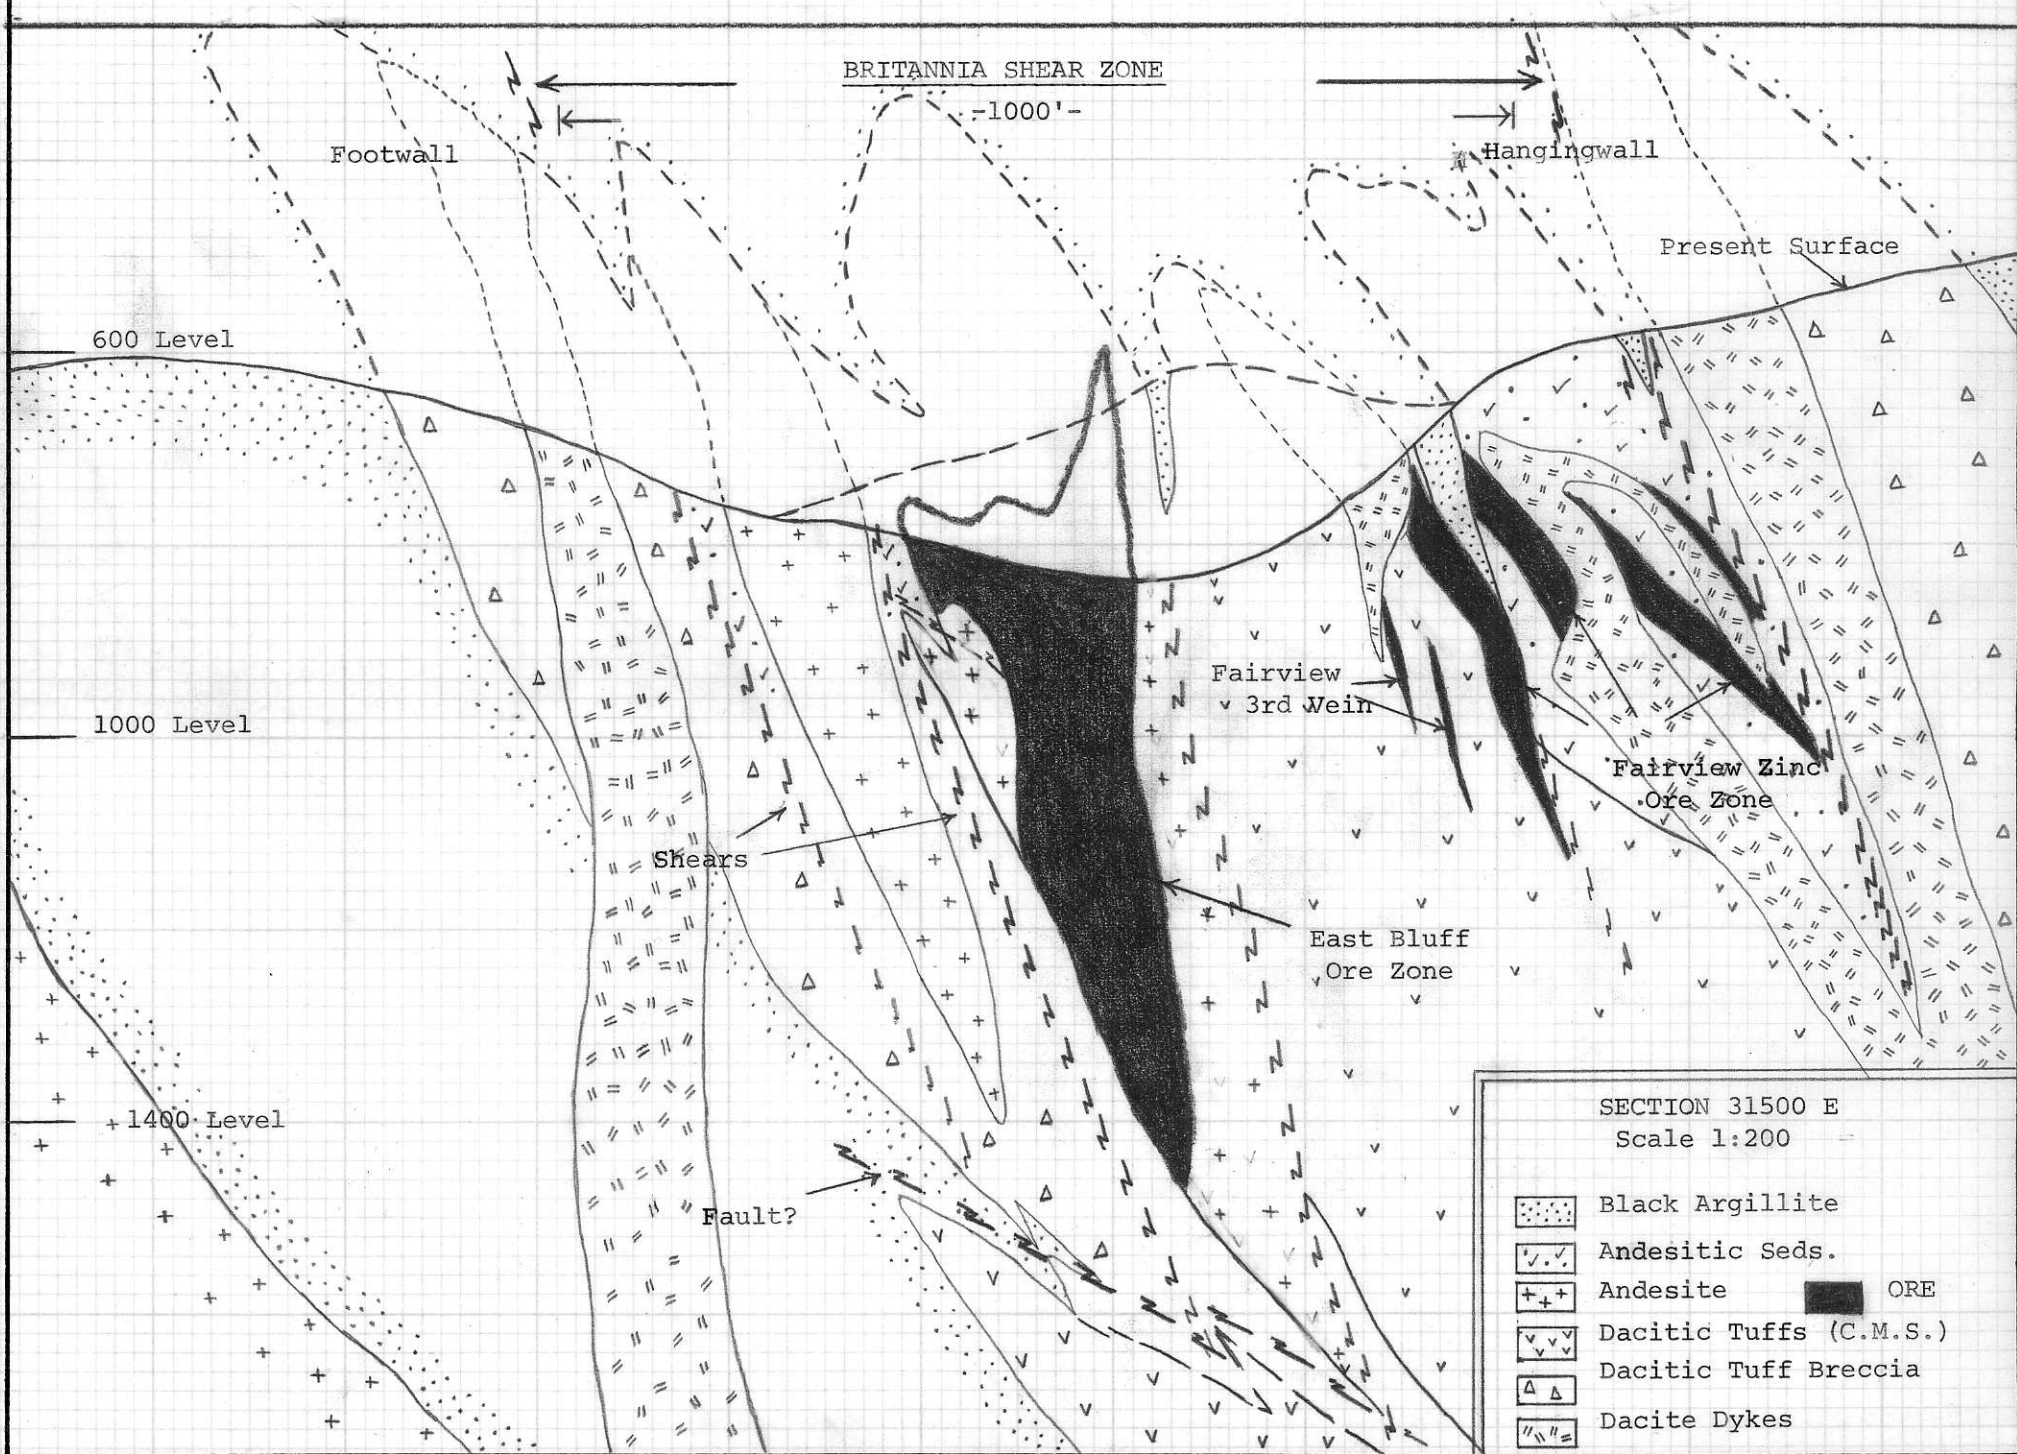 BRITANNIA SHEAR ZONE
-1000'-
Footwall
Hangingwall
Present Surface
600 Level
Fairview
3rd Vein
1000 Level
Fairview Zinc
Ore Zone
Shears
East Bluff
Ore Zone
1400 Level
Fault?
SECTION 31500 E
Scale 1:200
Black Argillite
Andesitic Seds.
Andesite
ORE
Dacitic Tuffs (C.M.S.)
Dacitic Tuff Breccia
Dacite Dykes